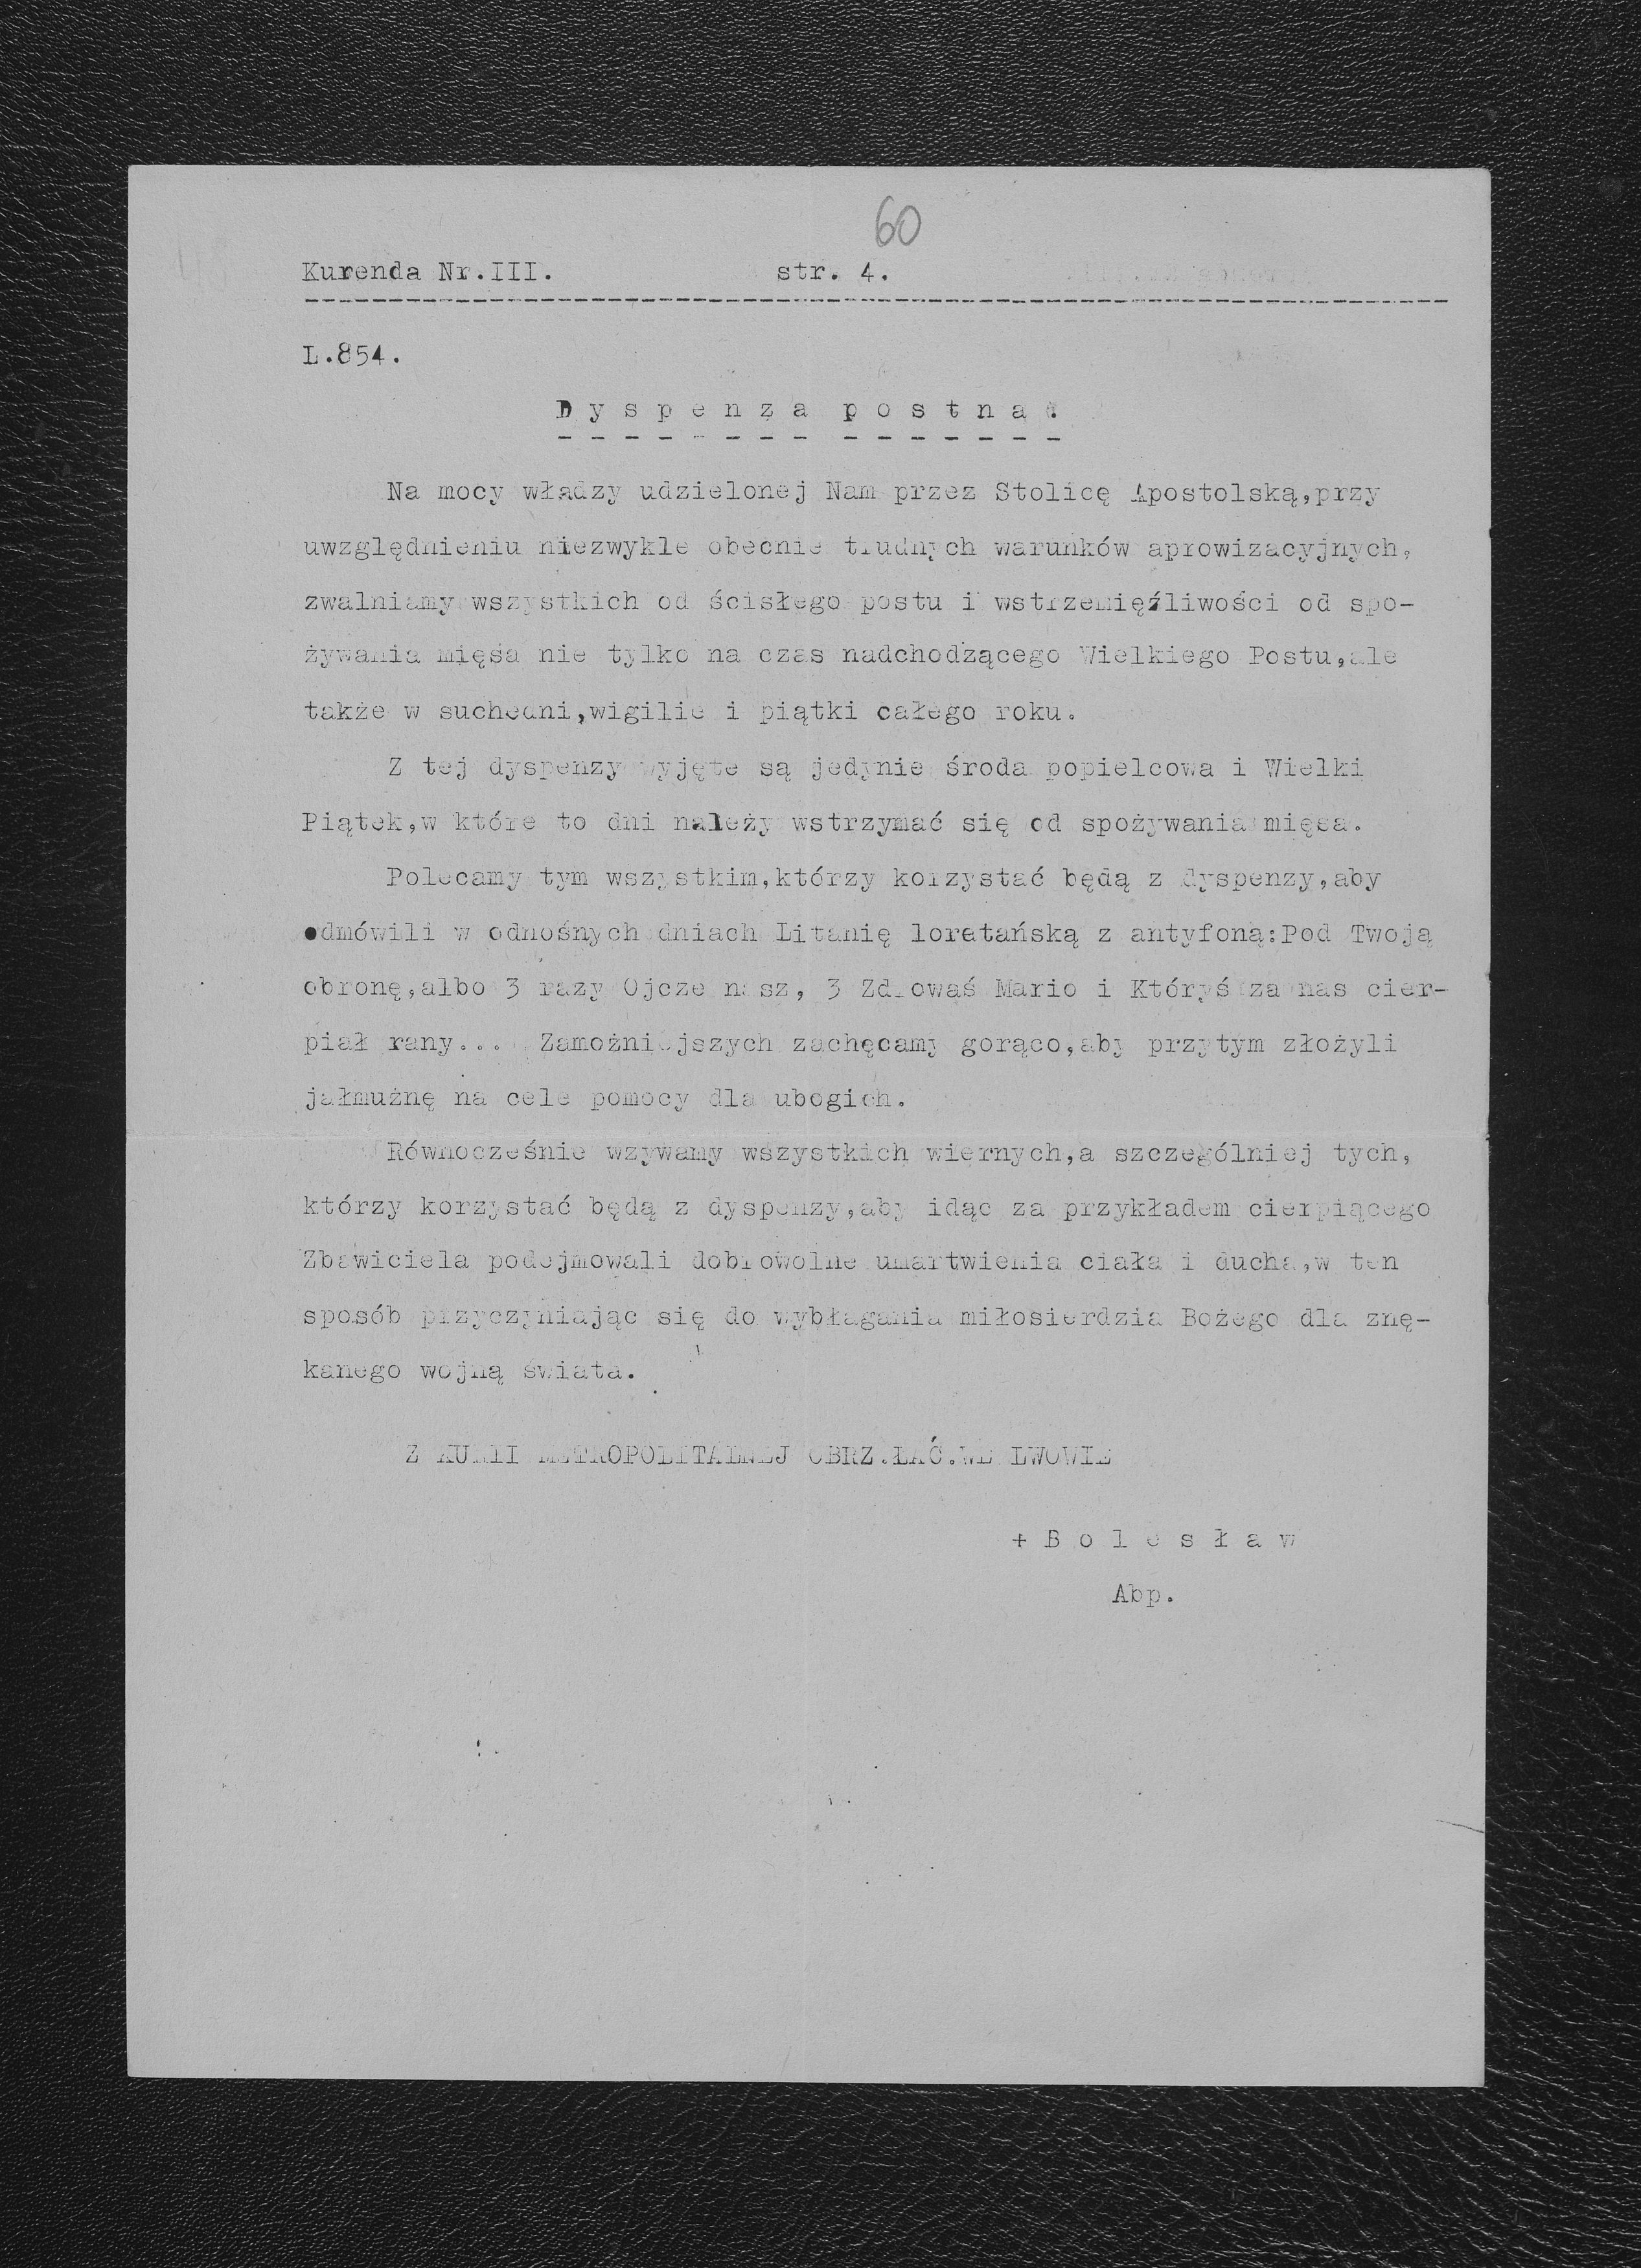 60
Kurenda Nr.III. str. 4.
L.854.
Dyspenza postna.
Na mocy władzy udzielonej Nam przez Stolicę Apostolską,przy
uwzględnieniu niezwykle obecnie trudnych warunków aprowizacyjnych,
zwalniamy wszystkich od ścisłego postu i wstrzemięźliwości od spo-
żywania mięsa nie tylko na czas nadchodzącego Wielkiego Postu,ale
także w suchedni,wigilie i piątki całego roku.
Z tej dyspenzy wyjęte są jedynie środa popielcowa i Wielki
Piątek,w które to dni należy wstrzymać się od spożywania mięsa.
Polecamy tym wszystkim,którzy korzystać będą z dyspenzy,aby
odmówili w odnośnych dniach Litanię loretańską z antyfoną:Pod Twoją
obronę,albo 3 razy Ojcze nasz, 3 Zdrowaś Mario i Któryś za nas cier-
piał rany... Zamożniejszych zachęcamy gorąco,aby przytym złożyli
jałmużnę na cele pomocy dla ubogich.
Równocześnie wzywamy wszystkich wiernych,a szczególniej tych,
którzy korzystać będą z dyspenzy,aby idąc za przykładem cierpiącego
Zbawiciela podejmowali dobrowolne umartwienia ciała i ducha,w ten
sposób przyczyniając się do wybłagania miłosierdzia Bożego dla znę-
kanego wojną świata.
Z KURII METROPOLITALNEJ OBRZ.ŁAĆ.WE LWOWIE
+ Bolesław
Abp.